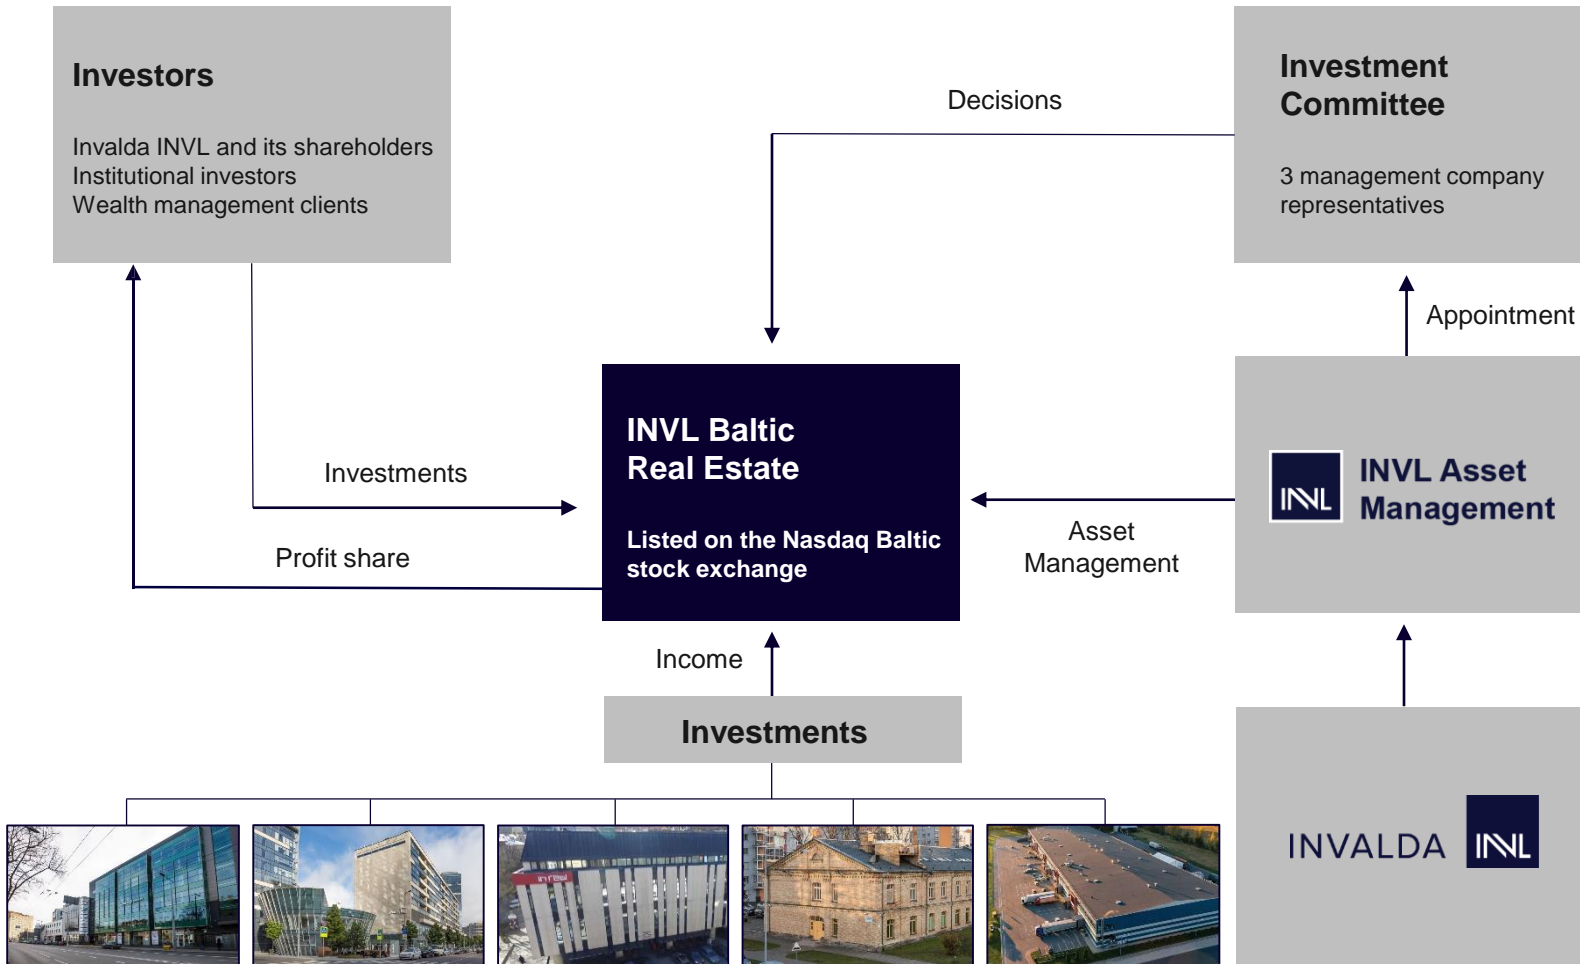 Investors
Invalda INVL and its shareholders
Institutional investors
Wealth management clients
Decisions
Investment
Committee
3 management company
representatives
Appointment
INVL Baltic
Real Estate
Listed on the Nasdaq Baltic
stock exchange
Investments
Profit share
Asset
Management
INVL
INVL Asset
Management
Income
Investments
in real
INVALDA
INVL